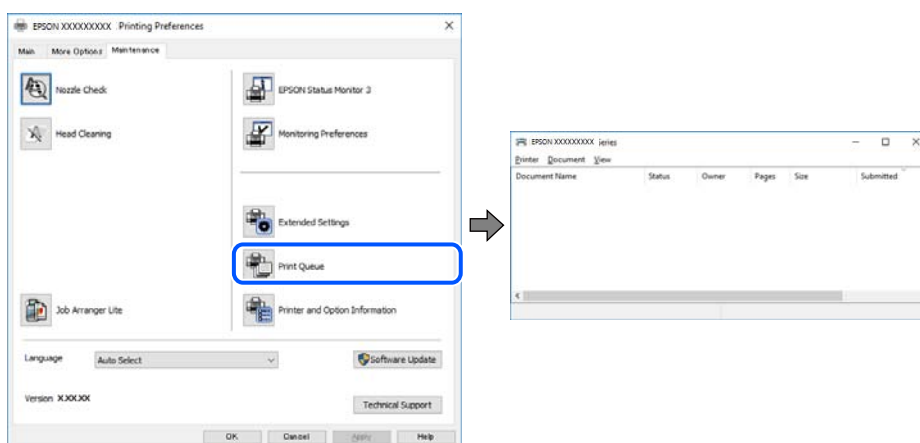 EPSON XXXXXXXXX Printing Preferences
Main More Options Maintenance
Nozzle Check
EPSON Status Monitor 3
Head Cleaning
Monitoring Preferences
Extended Settings
Print Queue
Job Arranger Lite
Printer and Option Information
Language Auto Select
Software Update
Version X.XX.XX
Technical Support
OK Cancel Apply Help
EPSON XXXXXXXXX Series
Printer Document View
Document Name Status Owner Pages Size Submitted